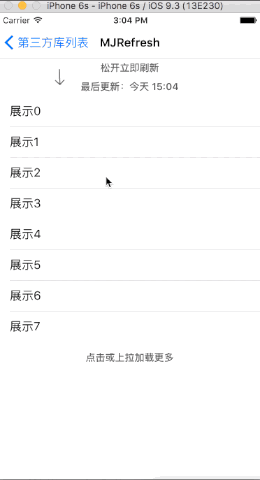 iPhone 6s - iPhone 6s / iOS 9.3 (13E230)
Carrier 3:04 PM
第三方库列表 MJRefresh
松开立即刷新
最后更新：今天 15:04
展示0
展示1
展示2
展示3
展示4
展示5
展示6
展示7
点击或上拉加载更多